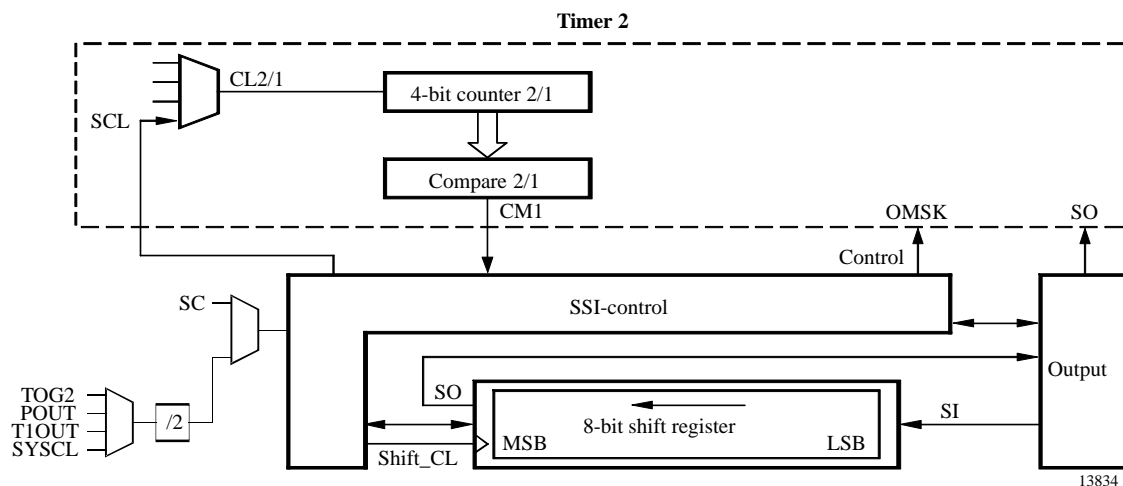 Timer 2
CL2/1
4-bit counter 2/1
SCL
Compare 2/1
CM1
OMSK
SO
Control
SC
SSI-control
TOG2
POUT
T1OUT
SYSCL
/2
Output
SO
SI
8-bit shift register
MSB
LSB
Shift_CL
13834